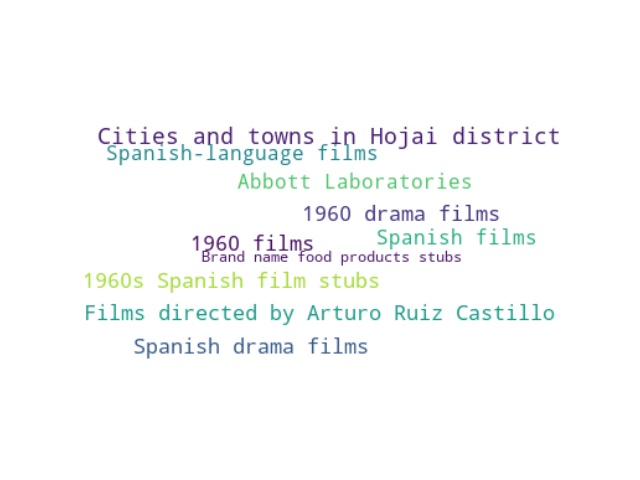 Cities and towns in Hojai district
Spanish-language films
Abbott Laboratories
1960 drama films
Spanish films
1960 films
Brand name food products stubs
1960s Spanish film stubs
Films directed by Arturo Ruiz Castillo
Spanish drama films